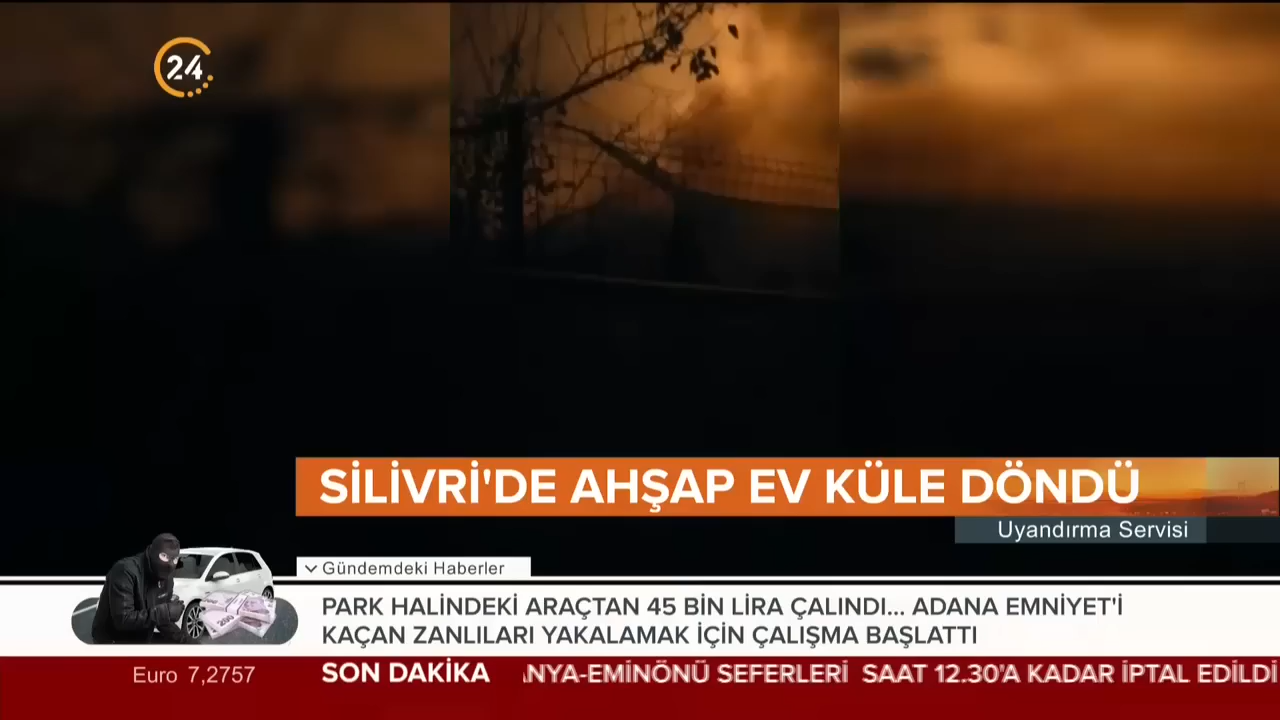 24
SİLİVRİ'DE AHŞAP EV KÜLE DÖNDÜ
Uyandırma Servisi
Gündemdeki Haberler
PARK HALİNDEKİ ARAÇTAN 45 BİN LİRA ÇALINDI... ADANA EMNİYET'İ
KAÇAN ZANLILARI YAKALAMAK İÇİN ÇALIŞMA BAŞLATTI
Euro 7,2757 SON DAKİKA ANYA-EMİNÖNÜ SEFERLERİ SAAT 12.30'A KADAR İPTAL EDİLDİ